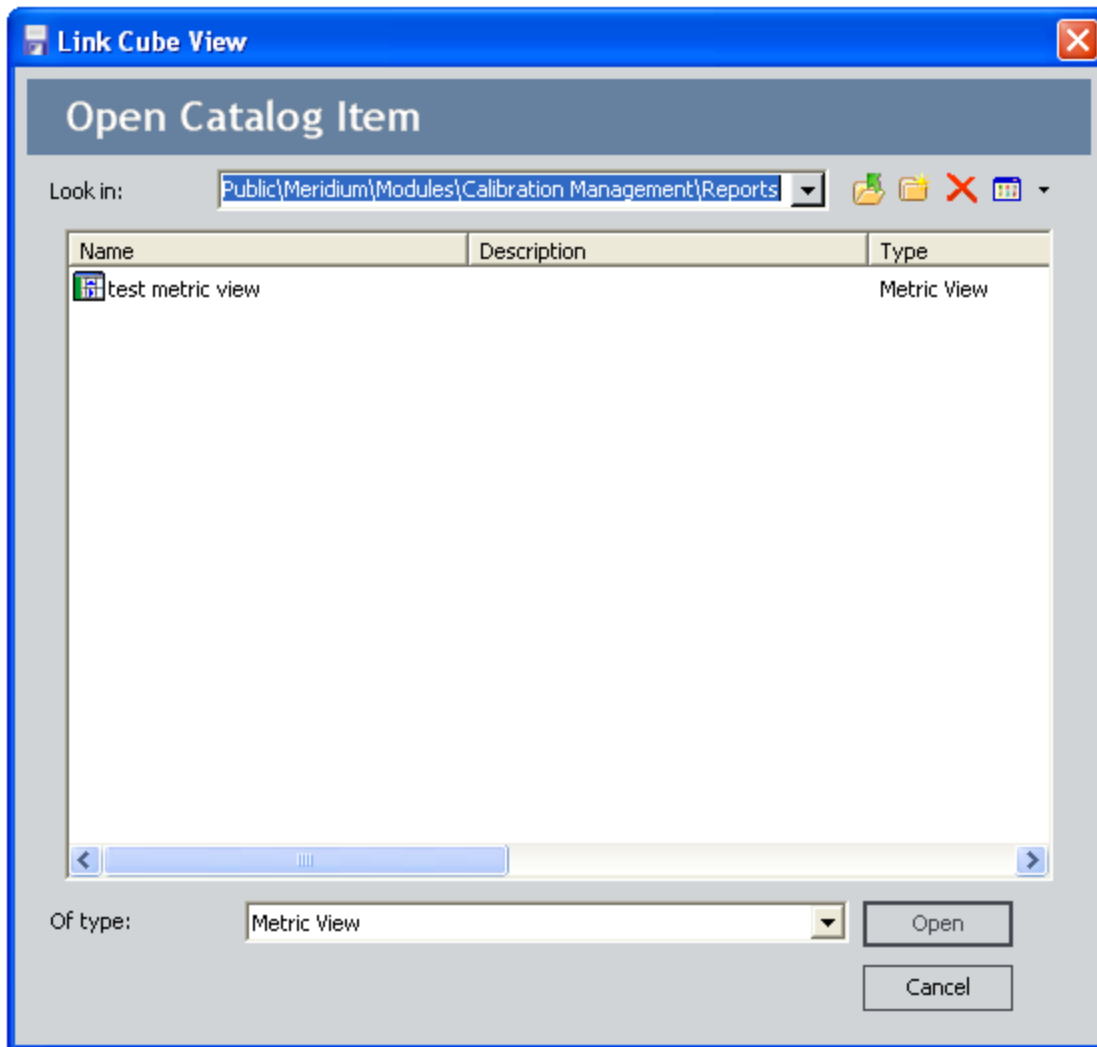 Link Cube View
Open Catalog Item
Look in: Public\Meridium\Modules\Calibration Management\Reports
Name Description Type
test metric view Metric View
Of type: Metric View Open
Cancel